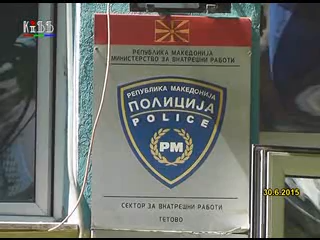 KiSS
РЕПУБЛИКА МАКЕДОНИЈА
МИНИСТЕРСТВО ЗА ВНАТРЕШНИ РАБОТИ
РЕПУБЛИКА МАКЕДОНИЈА
ПОЛИЦИЈА
POLICE
РМ
30.6.2015
СЕКТОР ЗА ВНАТРЕШНИ РАБОТИ
ТЕТОВО